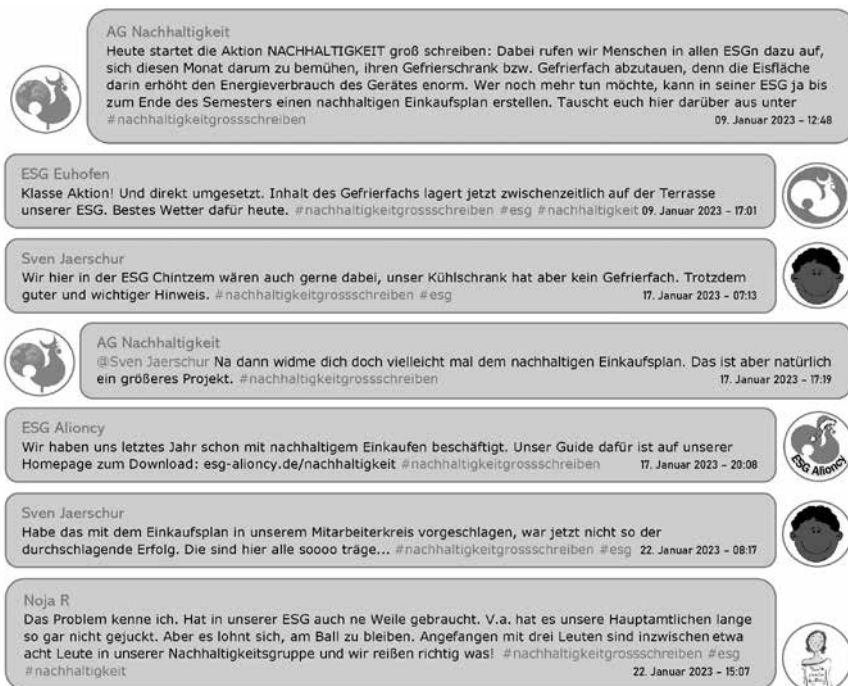 AG Nachhaltigkeit
Heute startet die Aktion NACHHALTIGKEIT groß schreiben: Dabei rufen wir Menschen in allen ESGn dazu auf,
sich diesen Monat darum zu bemühen, ihren Gefrierschrank bzw. Gefrierfach abzutauen, denn die Eisfläche
darin erhöht den Energieverbrauch des Gerätes enorm. Wer noch mehr tun möchte, kann in seiner ESG ja bis
zum Ende des Semesters einen nachhaltigen Einkaufsplan erstellen. Tauscht euch hier darüber aus unter
#nachhaltigkeitgrossschreiben 09. Januar 2023 – 12:48
ESG Euhofen
Klasse Aktion! Und direkt umgesetzt. Inhalt des Gefrierfachs lagert jetzt zwischenzeitlich auf der Terrasse
unserer ESG. Bestes Wetter dafür heute. #nachhaltigkeitgrossschreiben #esg #nachhaltigkeit 09. Januar 2023 – 17:01
Sven Jaerschur
Wir hier in der ESG Chintzem wären auch gerne dabei, unser Kühlschrank hat aber kein Gefrierfach. Trotzdem
guter und wichtiger Hinweis. #nachhaltigkeitgrossschreiben #esg 17. Januar 2023 – 07:13
AG Nachhaltigkeit
@Sven Jaerschur Na dann widme dich doch vielleicht mal dem nachhaltigen Einkaufsplan. Das ist aber natürlich
ein größeres Projekt. #nachhaltigkeitgrossschreiben 17. Januar 2023 – 17:19
ESG Alioncy
Wir haben uns letztes Jahr schon mit nachhaltigem Einkaufen beschäftigt. Unser Guide dafür ist auf unserer
Homepage zum Download: esg-alioncy.de/nachhaltigkeit #nachhaltigkeitgrossschreiben 17. Januar 2023 – 20:08
ESG Alioncy
Sven Jaerschur
Habe das mit dem Einkaufsplan in unserem Mitarbeiterkreis vorgeschlagen, war jetzt nicht so der
durchschlagende Erfolg. Die sind hier alle soooo träge... #nachhaltigkeitgrossschreiben #esg 22. Januar 2023 – 08:17
Noja R
Das Problem kenne ich. Hat in unserer ESG auch ne Weile gebraucht. V.a. hat es unsere Hauptamtlichen lange
so gar nicht gejuckt. Aber es lohnt sich, am Ball zu bleiben. Angefangen mit drei Leuten sind inzwischen etwa
acht Leute in unserer Nachhaltigkeitsgruppe und wir reißen richtig was! #nachhaltigkeitgrossschreiben #esg
#nachhaltigkeit 22. Januar 2023 – 15:07